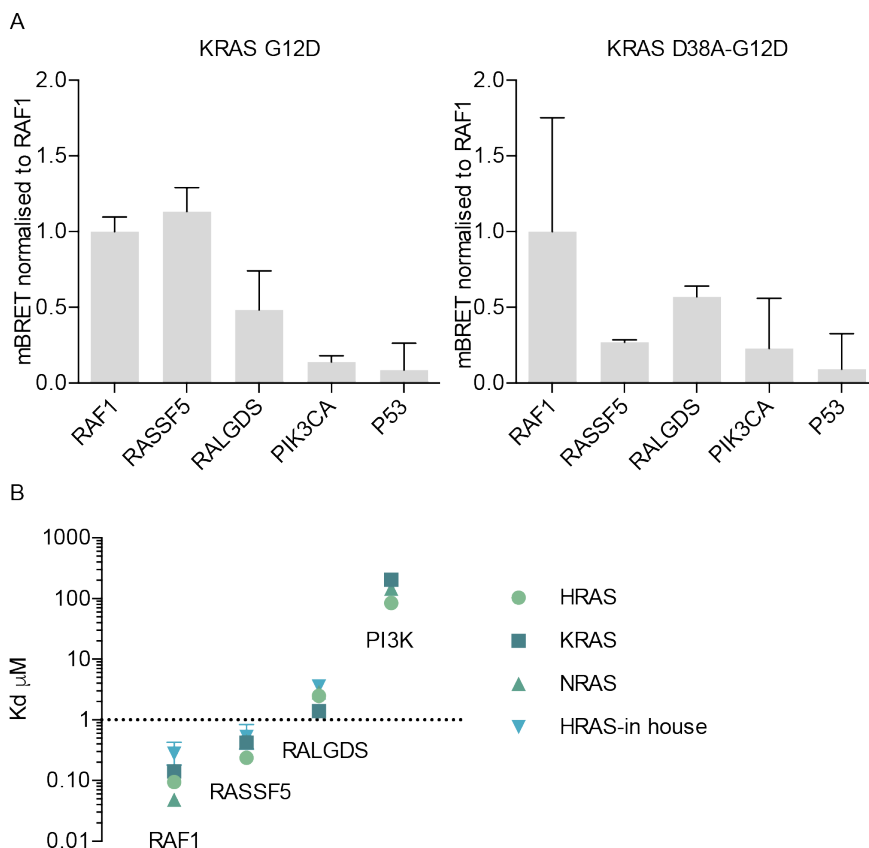 A
KRAS G12D
mBRET normalised to RAF1
2.0
1.5
1.0
0.5
0.0
RAF1
RASSF5
RALGDS
PIK3CA
P53
KRAS D38A-G12D
mBRET normalised to RAF1
2.0
1.5
1.0
0.5
0.0
RAF1
RASSF5
RALGDS
PIK3CA
P53
B
Kd μM
1000
100
10
1
0.10
0.01
RAF1
RASSF5
RALGDS
PI3K
HRAS
KRAS
NRAS
HRAS-in house